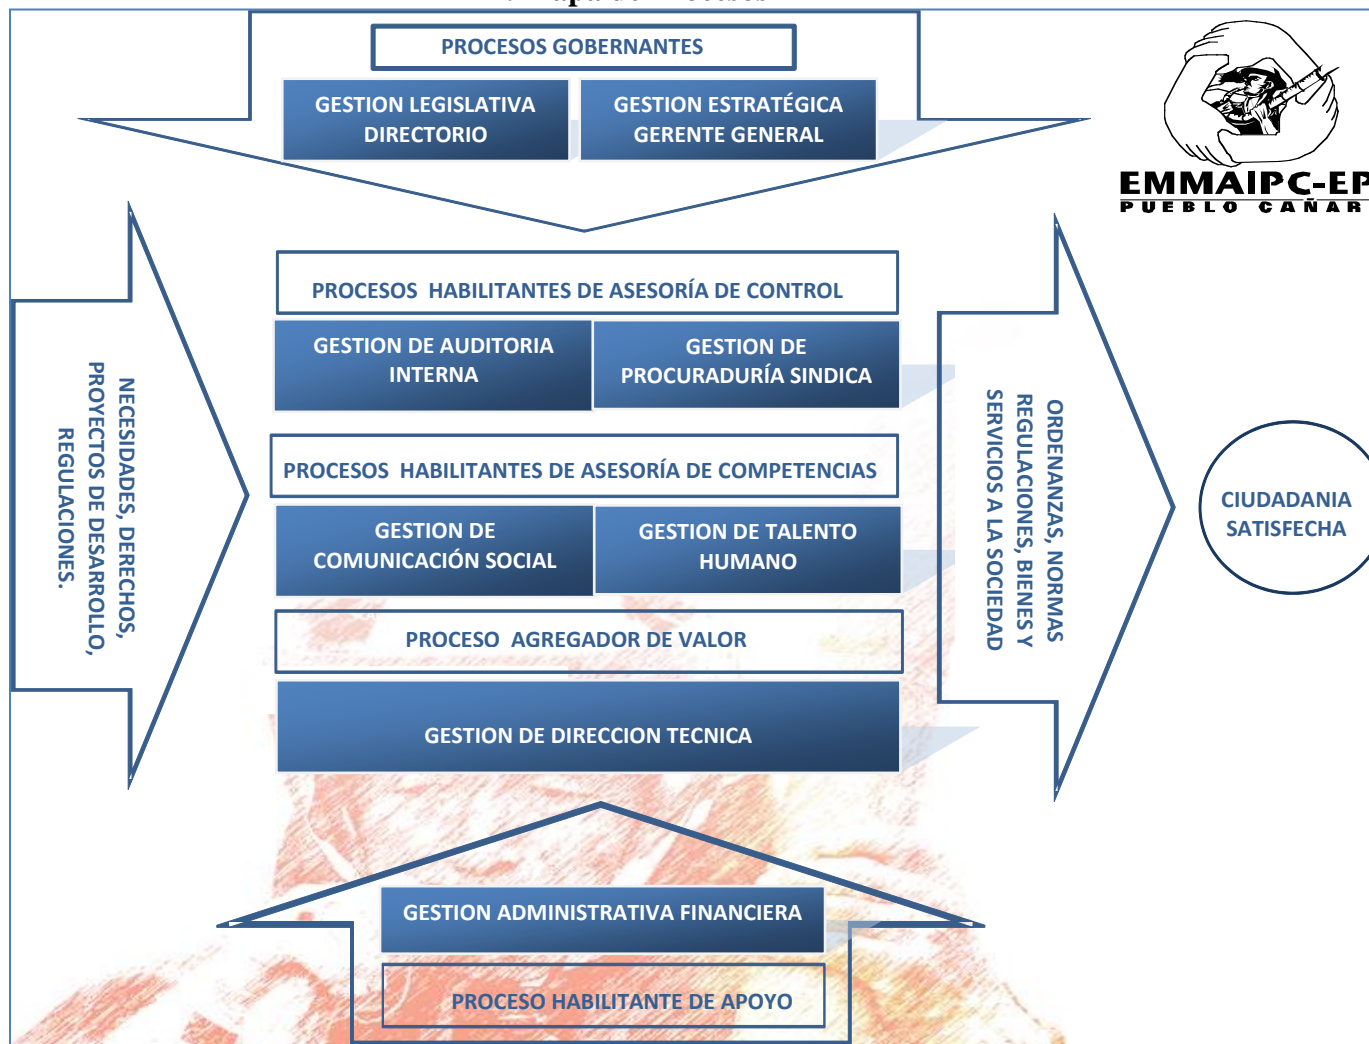 PROCESOS GOBERNANTES
GESTION LEGISLATIVA
DIRECTORIO
GESTION ESTRATÉGICA
GERENTE GENERAL
EMMAIPC-EP
PUEBLO CAÑAR
PROCESOS HABILITANTES DE ASESORÍA DE CONTROL
GESTION DE AUDITORIA
INTERNA
GESTION DE
PROCURADURÍA SINDICA
NECESIDADES, DERECHOS,
PROYECTOS DE DESARROLLO,
REGULACIONES.
PROCESOS HABILITANTES DE ASESORÍA DE COMPETENCIAS
GESTION DE
COMUNICACIÓN SOCIAL
GESTION DE TALENTO
HUMANO
PROCESO AGREGADOR DE VALOR
GESTION DE DIRECCION TECNICA
ORDENANZAS, NORMAS
REGULACIONES, BIENES Y
SERVICIOS A LA SOCIEDAD
CIUDADANIA
SATISFECHA
GESTION ADMINISTRATIVA FINANCIERA
PROCESO HABILITANTE DE APOYO